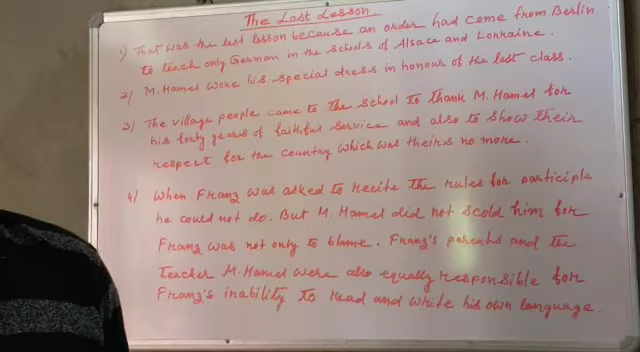 The Last Lesson
1) That was the last lesson because an order had come from Berlin
to teach only German in the schools of Alsace and Lorraine.
2) M. Hamel wore his special dress in honour of the last class.
3) The village people came to the school to thank M. Hamel for
his forty years of faithful service and also to show their
respect for the country which was theirs no more.
4) When Franz was asked to recite the rules for participle
he could not do. But M. Hamel did not scold him for
Franz was not only to blame. Franz's parents and the
Teacher M. Hamel were also equally responsible for
Franz's inability to read and write his own language.